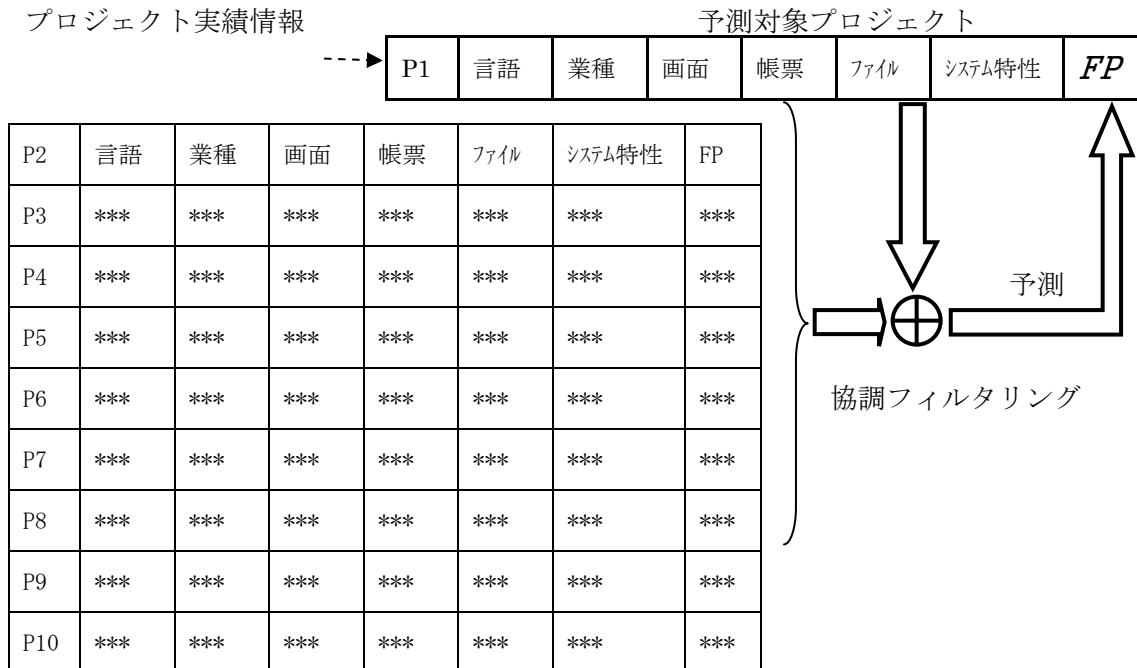 プロジェクト実績情報
予測対象プロジェクト
P1 言語 業種 画面 帳票 ファイル システム特性 FP
P2 言語 業種 画面 帳票 ファイル システム特性 FP
P3 *** *** *** *** *** *** ***
P4 *** *** *** *** *** *** ***
予測
P5 *** *** *** *** *** *** ***
P6 *** *** *** *** *** *** ***
協調フィルタリング
P7 *** *** *** *** *** *** ***
P8 *** *** *** *** *** *** ***
P9 *** *** *** *** *** *** ***
P10 *** *** *** *** *** *** ***